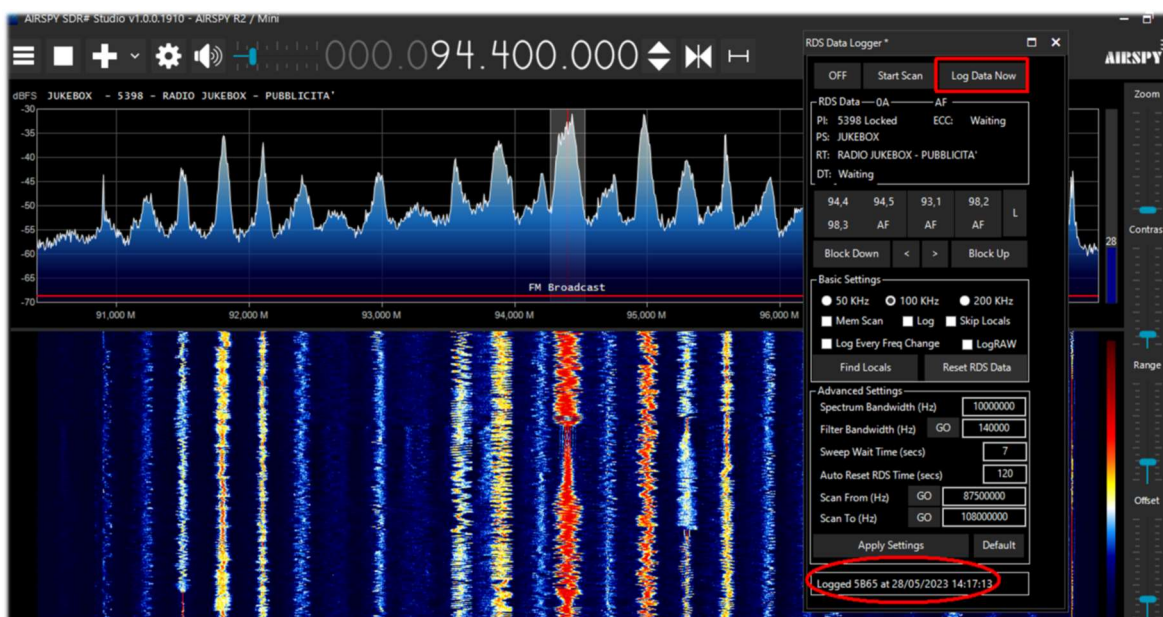 AIRSPY SDR# Studio v1.0.0.1910 - AIRSPY R2 / Mini
000.094.400.000
AIRSPY
dBFS JUKEBOX - 5398 - RADIO JUKEBOX - PUBBLICITA'
-30
-35
-40
-45
-50
-55
-60
-65
-70
FM Broadcast
28
91,000 M 92,000 M 93,000 M 94,000 M 95,000 M 96,000 M
RDS Data Logger *
OFF Start Scan Log Data Now
RDS Data 0A AF
PI: 5398 Locked ECC: Waiting
PS: JUKEBOX
RT: RADIO JUKEBOX - PUBBLICITA'
DT: Waiting
94,4 94,5 93,1 98,2 L
98,3 AF AF AF
Block Down < > Block Up
Basic Settings
50 KHz 100 KHz 200 KHz
Mem Scan Log Skip Locals
Log Every Freq Change LogRAW
Find Locals Reset RDS Data
Advanced Settings
Spectrum Bandwidth (Hz) 10000000
Filter Bandwidth (Hz) GO 140000
Sweep Wait Time (secs) 7
Auto Reset RDS Time (secs) 120
Scan From (Hz) GO 87500000
Scan To (Hz) GO 108000000
Apply Settings Default
Logged 5B65 at 28/05/2023 14:17:13
Zoom
Contras
Range
Offset